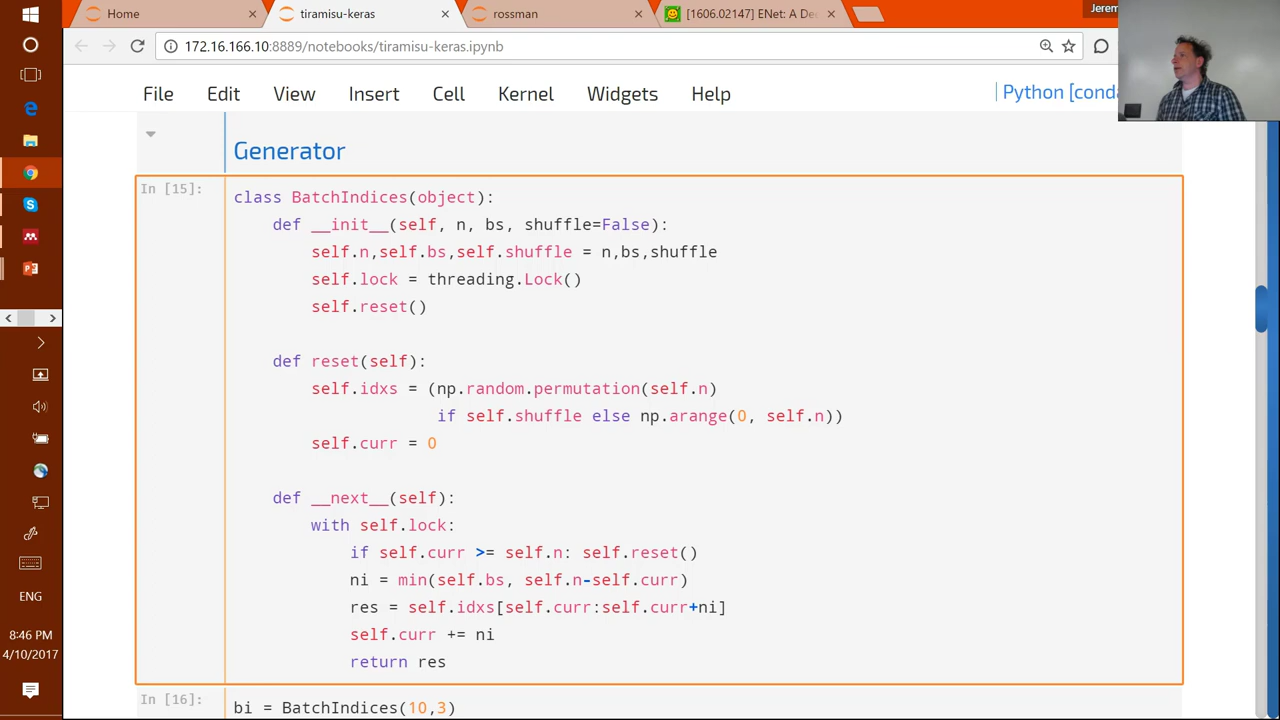 Home
tiramisu-keras
rossman
[1606.02147] ENet: A De
Jerem
172.16.166.10:8889/notebooks/tiramisu-keras.ipynb
File Edit View Insert Cell Kernel Widgets Help
Python [conda
Generator
In [15]:
class BatchIndices(object):
    def __init__(self, n, bs, shuffle=False):
        self.n,self.bs,self.shuffle = n,bs,shuffle
        self.lock = threading.Lock()
        self.reset()
    def reset(self):
        self.idxs = (np.random.permutation(self.n)
                     if self.shuffle else np.arange(0, self.n))
        self.curr = 0
    def __next__(self):
        with self.lock:
            if self.curr >= self.n: self.reset()
            ni = min(self.bs, self.n-self.curr)
            res = self.idxs[self.curr:self.curr+ni]
            self.curr += ni
            return res
In [16]:
bi = BatchIndices(10,3)
ENG
8:46 PM
4/10/2017